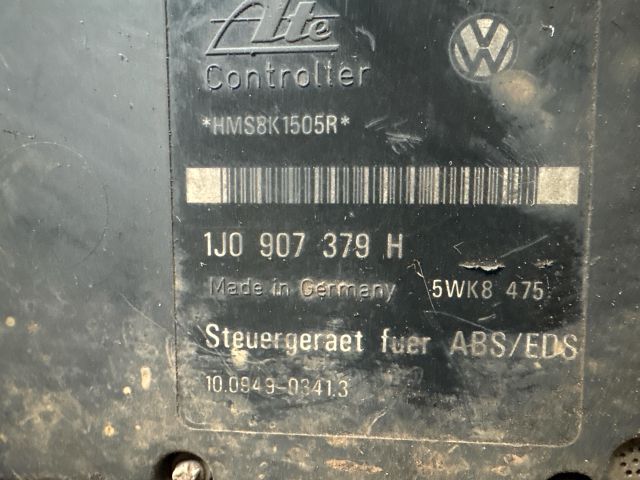 Ate
Controller
*HMS8K1505R*
1J0 907 379 H
Made in Germany 5WK8 475
Steuergeraet fuer ABS/EDS
10.0949-0341.3